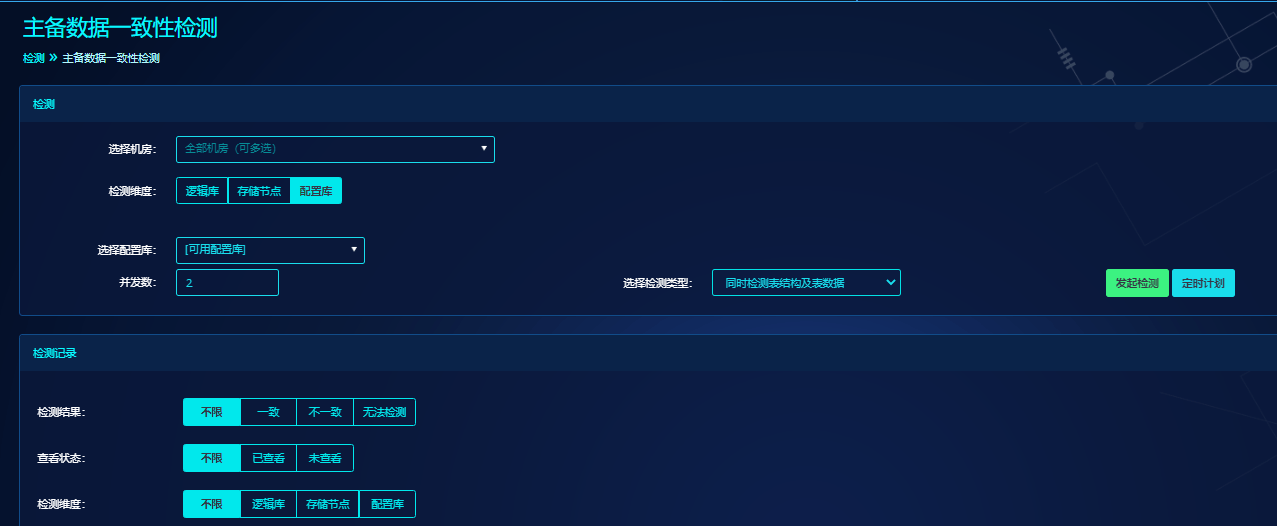 主备数据一致性检测
检测 » 主备数据一致性检测
检测
选择机房： 全部机房（可多选）
检测维度： 逻辑库 存储节点 配置库
选择配置库： [可用配置库]
并发数： 2 选择检测类型： 同时检测表结构及表数据 发起检测 定时计划
检测记录
检测结果： 不限 一致 不一致 无法检测
查看状态： 不限 已查看 未查看
检测维度： 不限 逻辑库 存储节点 配置库